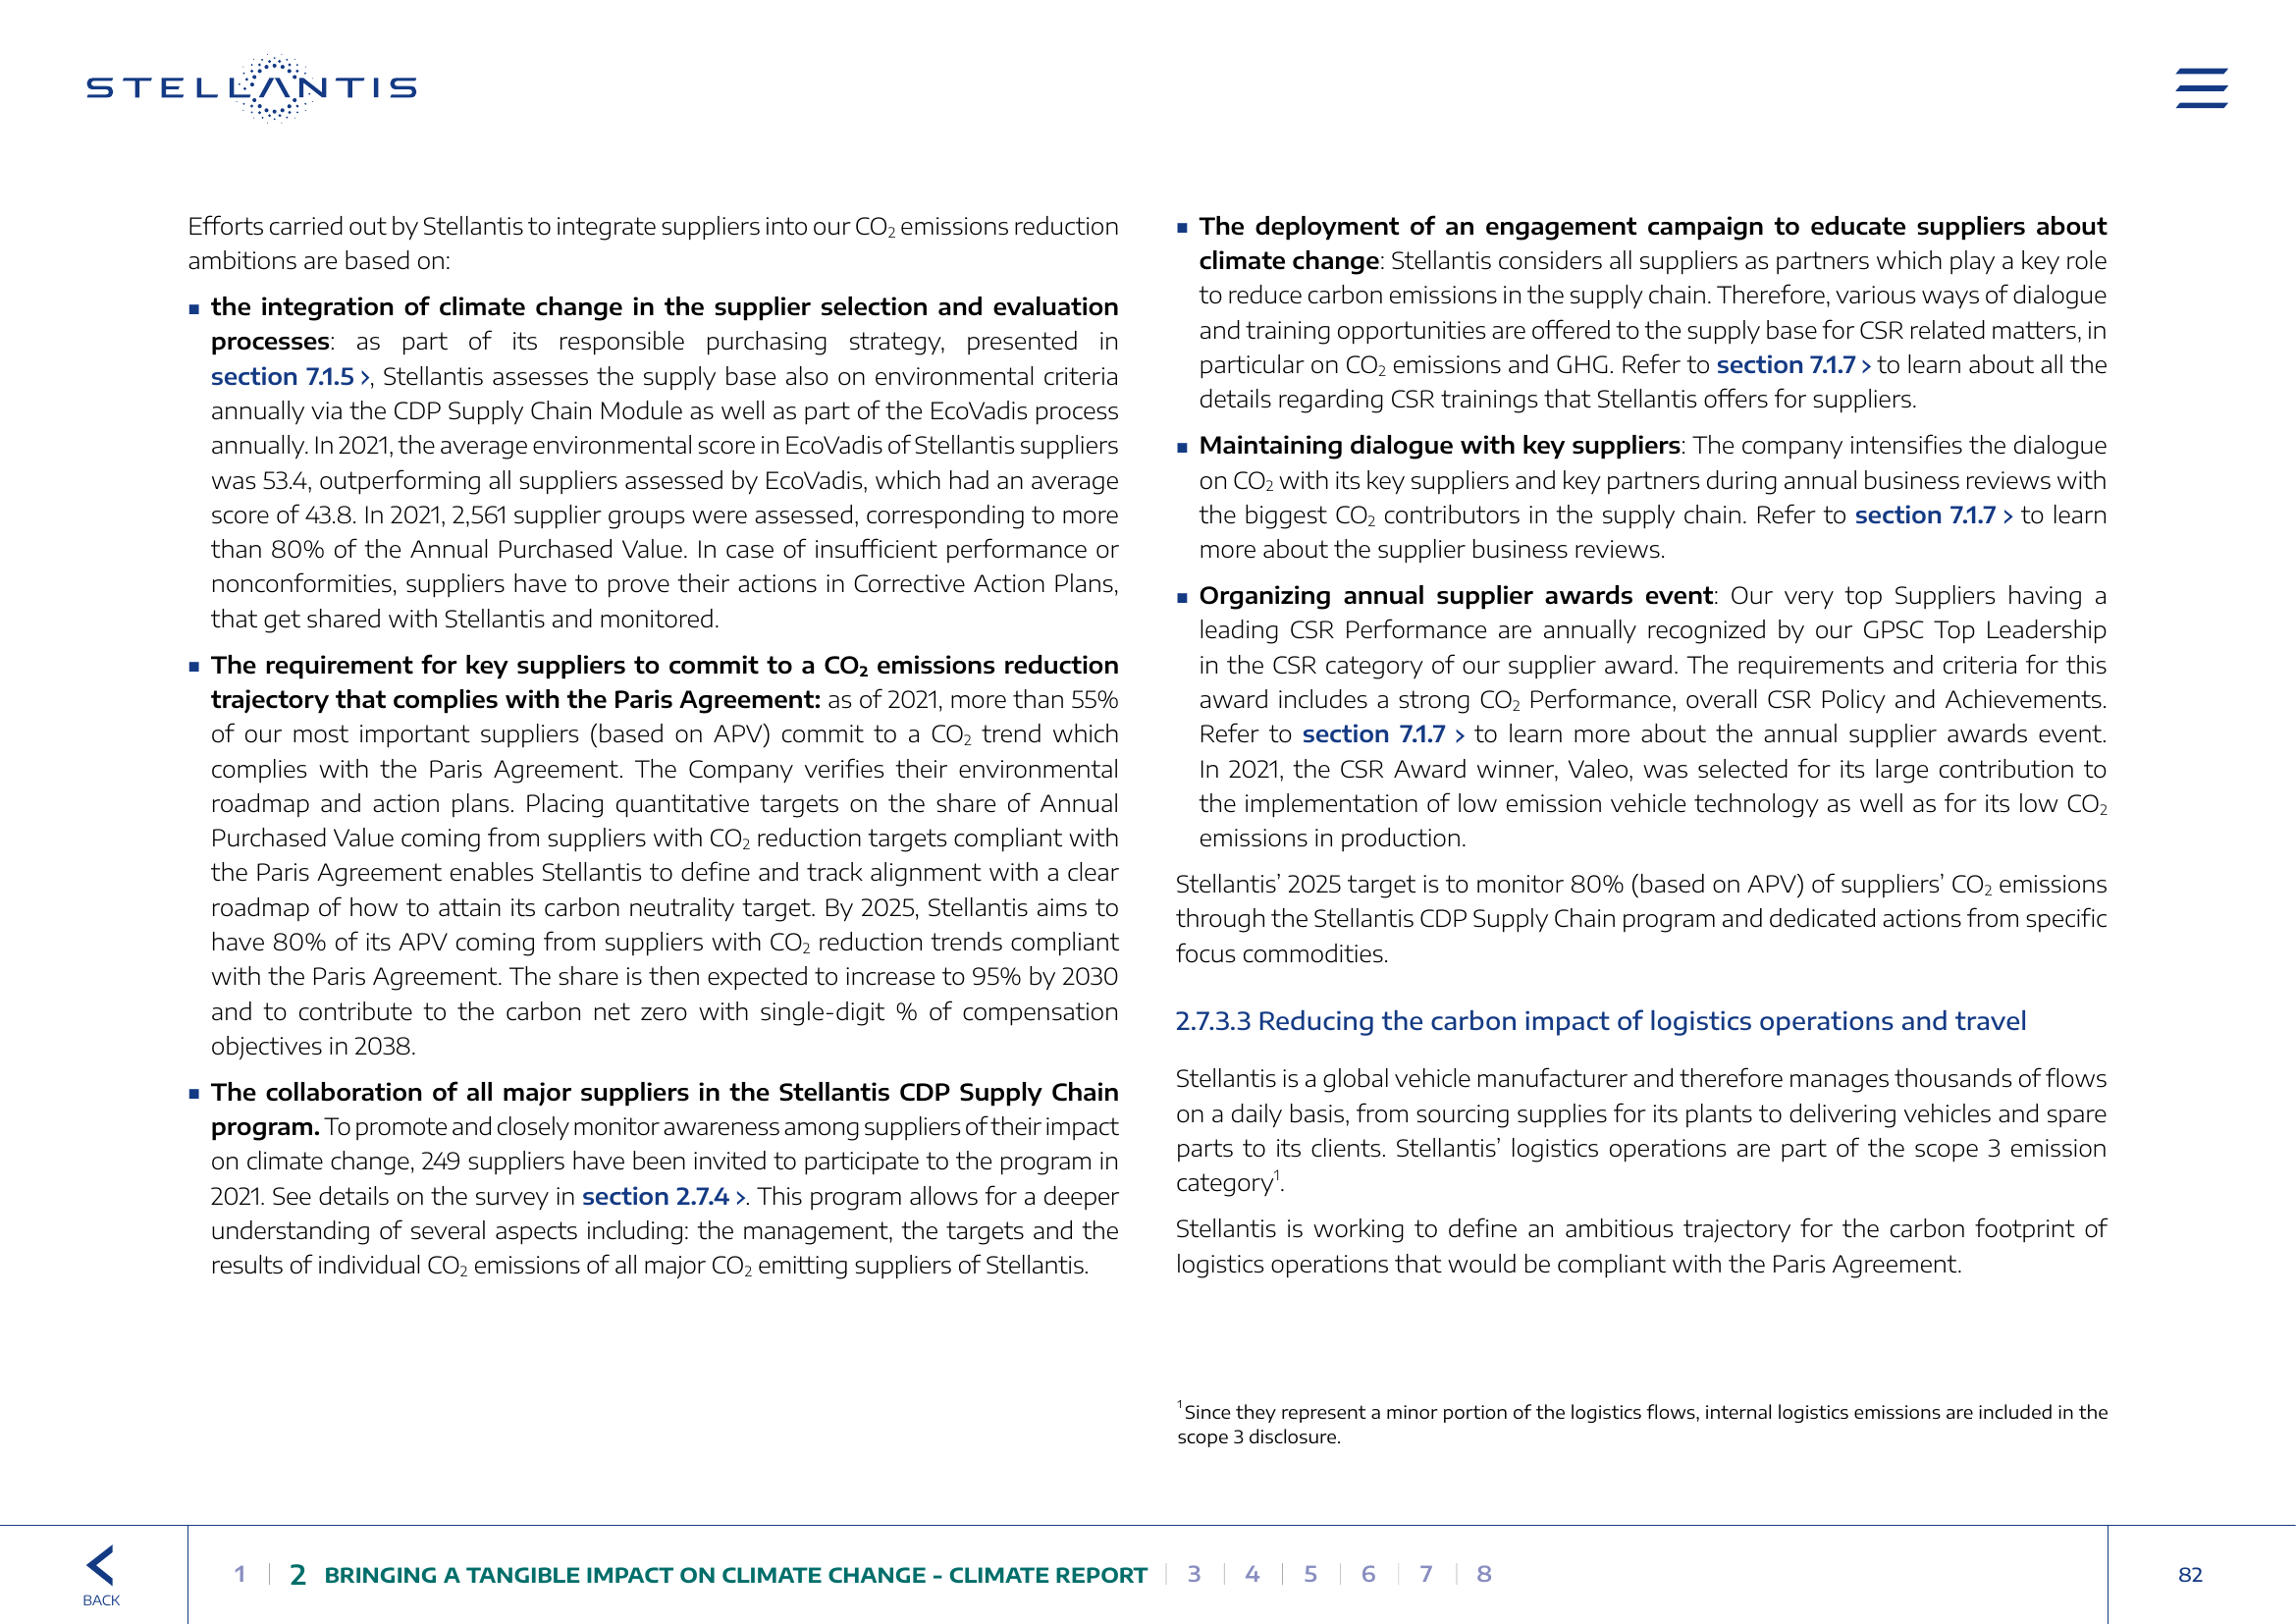 STELLANTIS
Efforts carried out by Stellantis to integrate suppliers into our CO₂ emissions reduction
ambitions are based on:
■ the integration of climate change in the supplier selection and evaluation
processes: as part of its responsible purchasing strategy, presented in
section 7.1.5 >, Stellantis assesses the supply base also on environmental criteria
annually via the CDP Supply Chain Module as well as part of the EcoVadis process
annually. In 2021, the average environmental score in EcoVadis of Stellantis suppliers
was 53.4, outperforming all suppliers assessed by EcoVadis, which had an average
score of 43.8. In 2021, 2,561 supplier groups were assessed, corresponding to more
than 80% of the Annual Purchased Value. In case of insufficient performance or
nonconformities, suppliers have to prove their actions in Corrective Action Plans,
that get shared with Stellantis and monitored.
■ The requirement for key suppliers to commit to a CO₂ emissions reduction
trajectory that complies with the Paris Agreement: as of 2021, more than 55%
of our most important suppliers (based on APV) commit to a CO₂ trend which
complies with the Paris Agreement. The Company verifies their environmental
roadmap and action plans. Placing quantitative targets on the share of Annual
Purchased Value coming from suppliers with CO₂ reduction targets compliant with
the Paris Agreement enables Stellantis to define and track alignment with a clear
roadmap of how to attain its carbon neutrality target. By 2025, Stellantis aims to
have 80% of its APV coming from suppliers with CO₂ reduction trends compliant
with the Paris Agreement. The share is then expected to increase to 95% by 2030
and to contribute to the carbon net zero with single-digit % of compensation
objectives in 2038.
■ The collaboration of all major suppliers in the Stellantis CDP Supply Chain
program. To promote and closely monitor awareness among suppliers of their impact
on climate change, 249 suppliers have been invited to participate to the program in
2021. See details on the survey in section 2.7.4 >. This program allows for a deeper
understanding of several aspects including: the management, the targets and the
results of individual CO₂ emissions of all major CO₂ emitting suppliers of Stellantis.
■ The deployment of an engagement campaign to educate suppliers about
climate change: Stellantis considers all suppliers as partners which play a key role
to reduce carbon emissions in the supply chain. Therefore, various ways of dialogue
and training opportunities are offered to the supply base for CSR related matters, in
particular on CO₂ emissions and GHG. Refer to section 7.1.7 > to learn about all the
details regarding CSR trainings that Stellantis offers for suppliers.
■ Maintaining dialogue with key suppliers: The company intensifies the dialogue
on CO₂ with its key suppliers and key partners during annual business reviews with
the biggest CO₂ contributors in the supply chain. Refer to section 7.1.7 > to learn
more about the supplier business reviews.
■ Organizing annual supplier awards event: Our very top Suppliers having a
leading CSR Performance are annually recognized by our GPSC Top Leadership
in the CSR category of our supplier award. The requirements and criteria for this
award includes a strong CO₂ Performance, overall CSR Policy and Achievements.
Refer to section 7.1.7 > to learn more about the annual supplier awards event.
In 2021, the CSR Award winner, Valeo, was selected for its large contribution to
the implementation of low emission vehicle technology as well as for its low CO₂
emissions in production.
Stellantis’ 2025 target is to monitor 80% (based on APV) of suppliers’ CO₂ emissions
through the Stellantis CDP Supply Chain program and dedicated actions from specific
focus commodities.
2.7.3.3 Reducing the carbon impact of logistics operations and travel
Stellantis is a global vehicle manufacturer and therefore manages thousands of flows
on a daily basis, from sourcing supplies for its plants to delivering vehicles and spare
parts to its clients. Stellantis’ logistics operations are part of the scope 3 emission
category¹.
Stellantis is working to define an ambitious trajectory for the carbon footprint of
logistics operations that would be compliant with the Paris Agreement.
¹ Since they represent a minor portion of the logistics flows, internal logistics emissions are included in the
scope 3 disclosure.
BACK
1 | 2 BRINGING A TANGIBLE IMPACT ON CLIMATE CHANGE - CLIMATE REPORT | 3 | 4 | 5 | 6 | 7 | 8
82